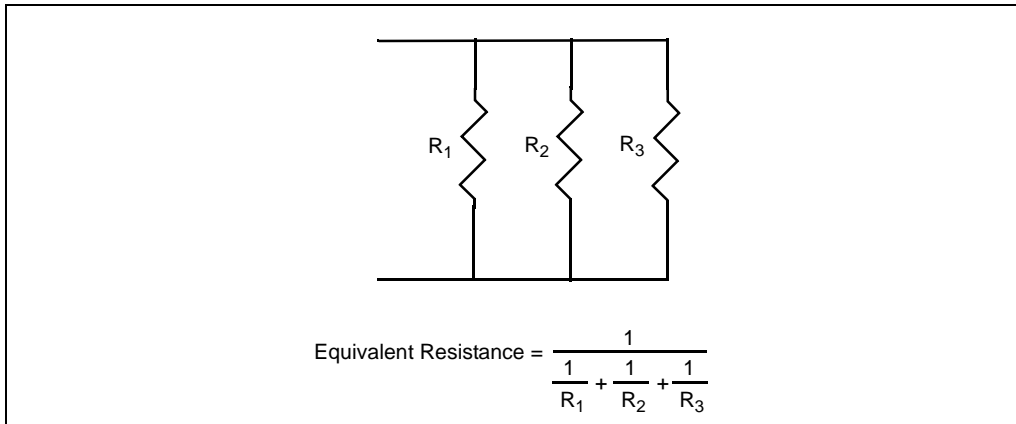 R1 R2 R3
Equivalent Resistance = 1
1 + 1 + 1
R1 R2 R3